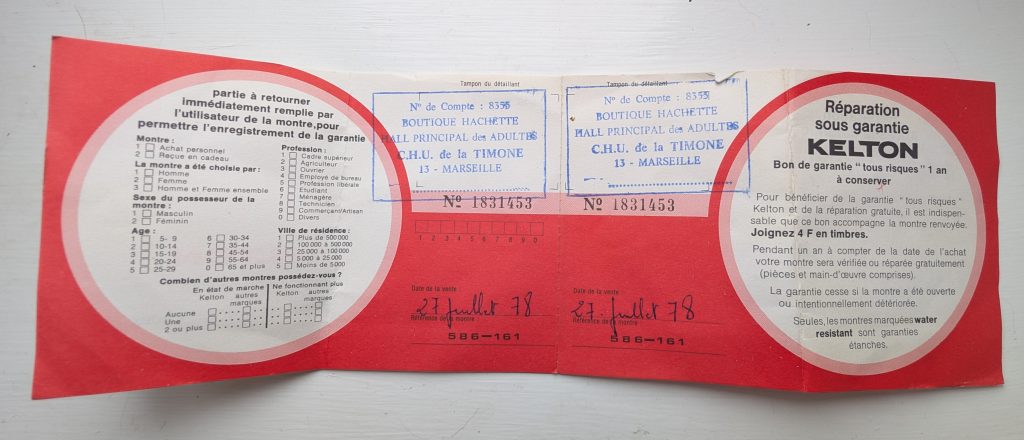 partie à retourner
immédiatement remplie par
l'utilisateur de la montre,pour
permettre l'enregistrement de la garantie
Montre :
1 Achat personnel
2 Reçue en cadeau
La montre a été choisie par :
1 Homme
2 Femme
3 Homme et Femme ensemble
Sexe du possesseur de la
montre :
1 Masculin
2 Féminin
Profession :
1 Cadre supérieur
2 Agriculteur
3 Ouvrier
4 Employé de bureau
5 Profession libérale
6 Etudiant
7 Ménagère
8 Technicien
9 Commerçant/Artisan
0 Divers
Age :
1 5- 9 6 30-34
2 10-14 7 35-44
3 15-19 8 45-54
4 20-24 9 55-64
5 25-29 0 65 et plus
Ville de résidence :
1 Plus de 500 000
2 100 000 à 500 000
3 25 000 à 100 000
4 5 000 à 25 000
5 Moins de 5 000
Combien d'autres montres possédez-vous ?
En état de marche Ne fonctionnant plus
Kelton autres marques Kelton autres marques
Aucune
Une
2 ou plus
Tampon du détaillant
N° de Compte : 8355
BOUTIQUE HACHETTE
HALL PRINCIPAL des ADULTES
C.H.U. de la TIMONE
13 - MARSEILLE
Nº 1831453
1 2 3 4 5 6 7 8 9 0
Date de la vente :
27 juillet 78
Référence de la montre :
586-161
Tampon du détaillant
N° de Compte : 8355
BOUTIQUE HACHETTE
HALL PRINCIPAL des ADULTES
C.H.U. de la TIMONE
13 - MARSEILLE
Nº 1831453
Date de la vente :
27. juillet 78
Référence de la montre :
586-161
Réparation
sous garantie
KELTON
Bon de garantie "tous risques" 1 an
à conserver
Pour bénéficier de la garantie "tous risques"
Kelton et de la réparation gratuite, il est indispen-
sable que ce bon accompagne la montre renvoyée.
Joignez 4 F en timbres.
Pendant un an à compter de la date de l'achat
votre montre sera vérifiée ou réparée gratuitement
(pièces et main-d'œuvre comprises).
La garantie cesse si la montre a été ouverte
ou intentionnellement détériorée.
Seules, les montres marquées water
resistant sont garanties
étanches.